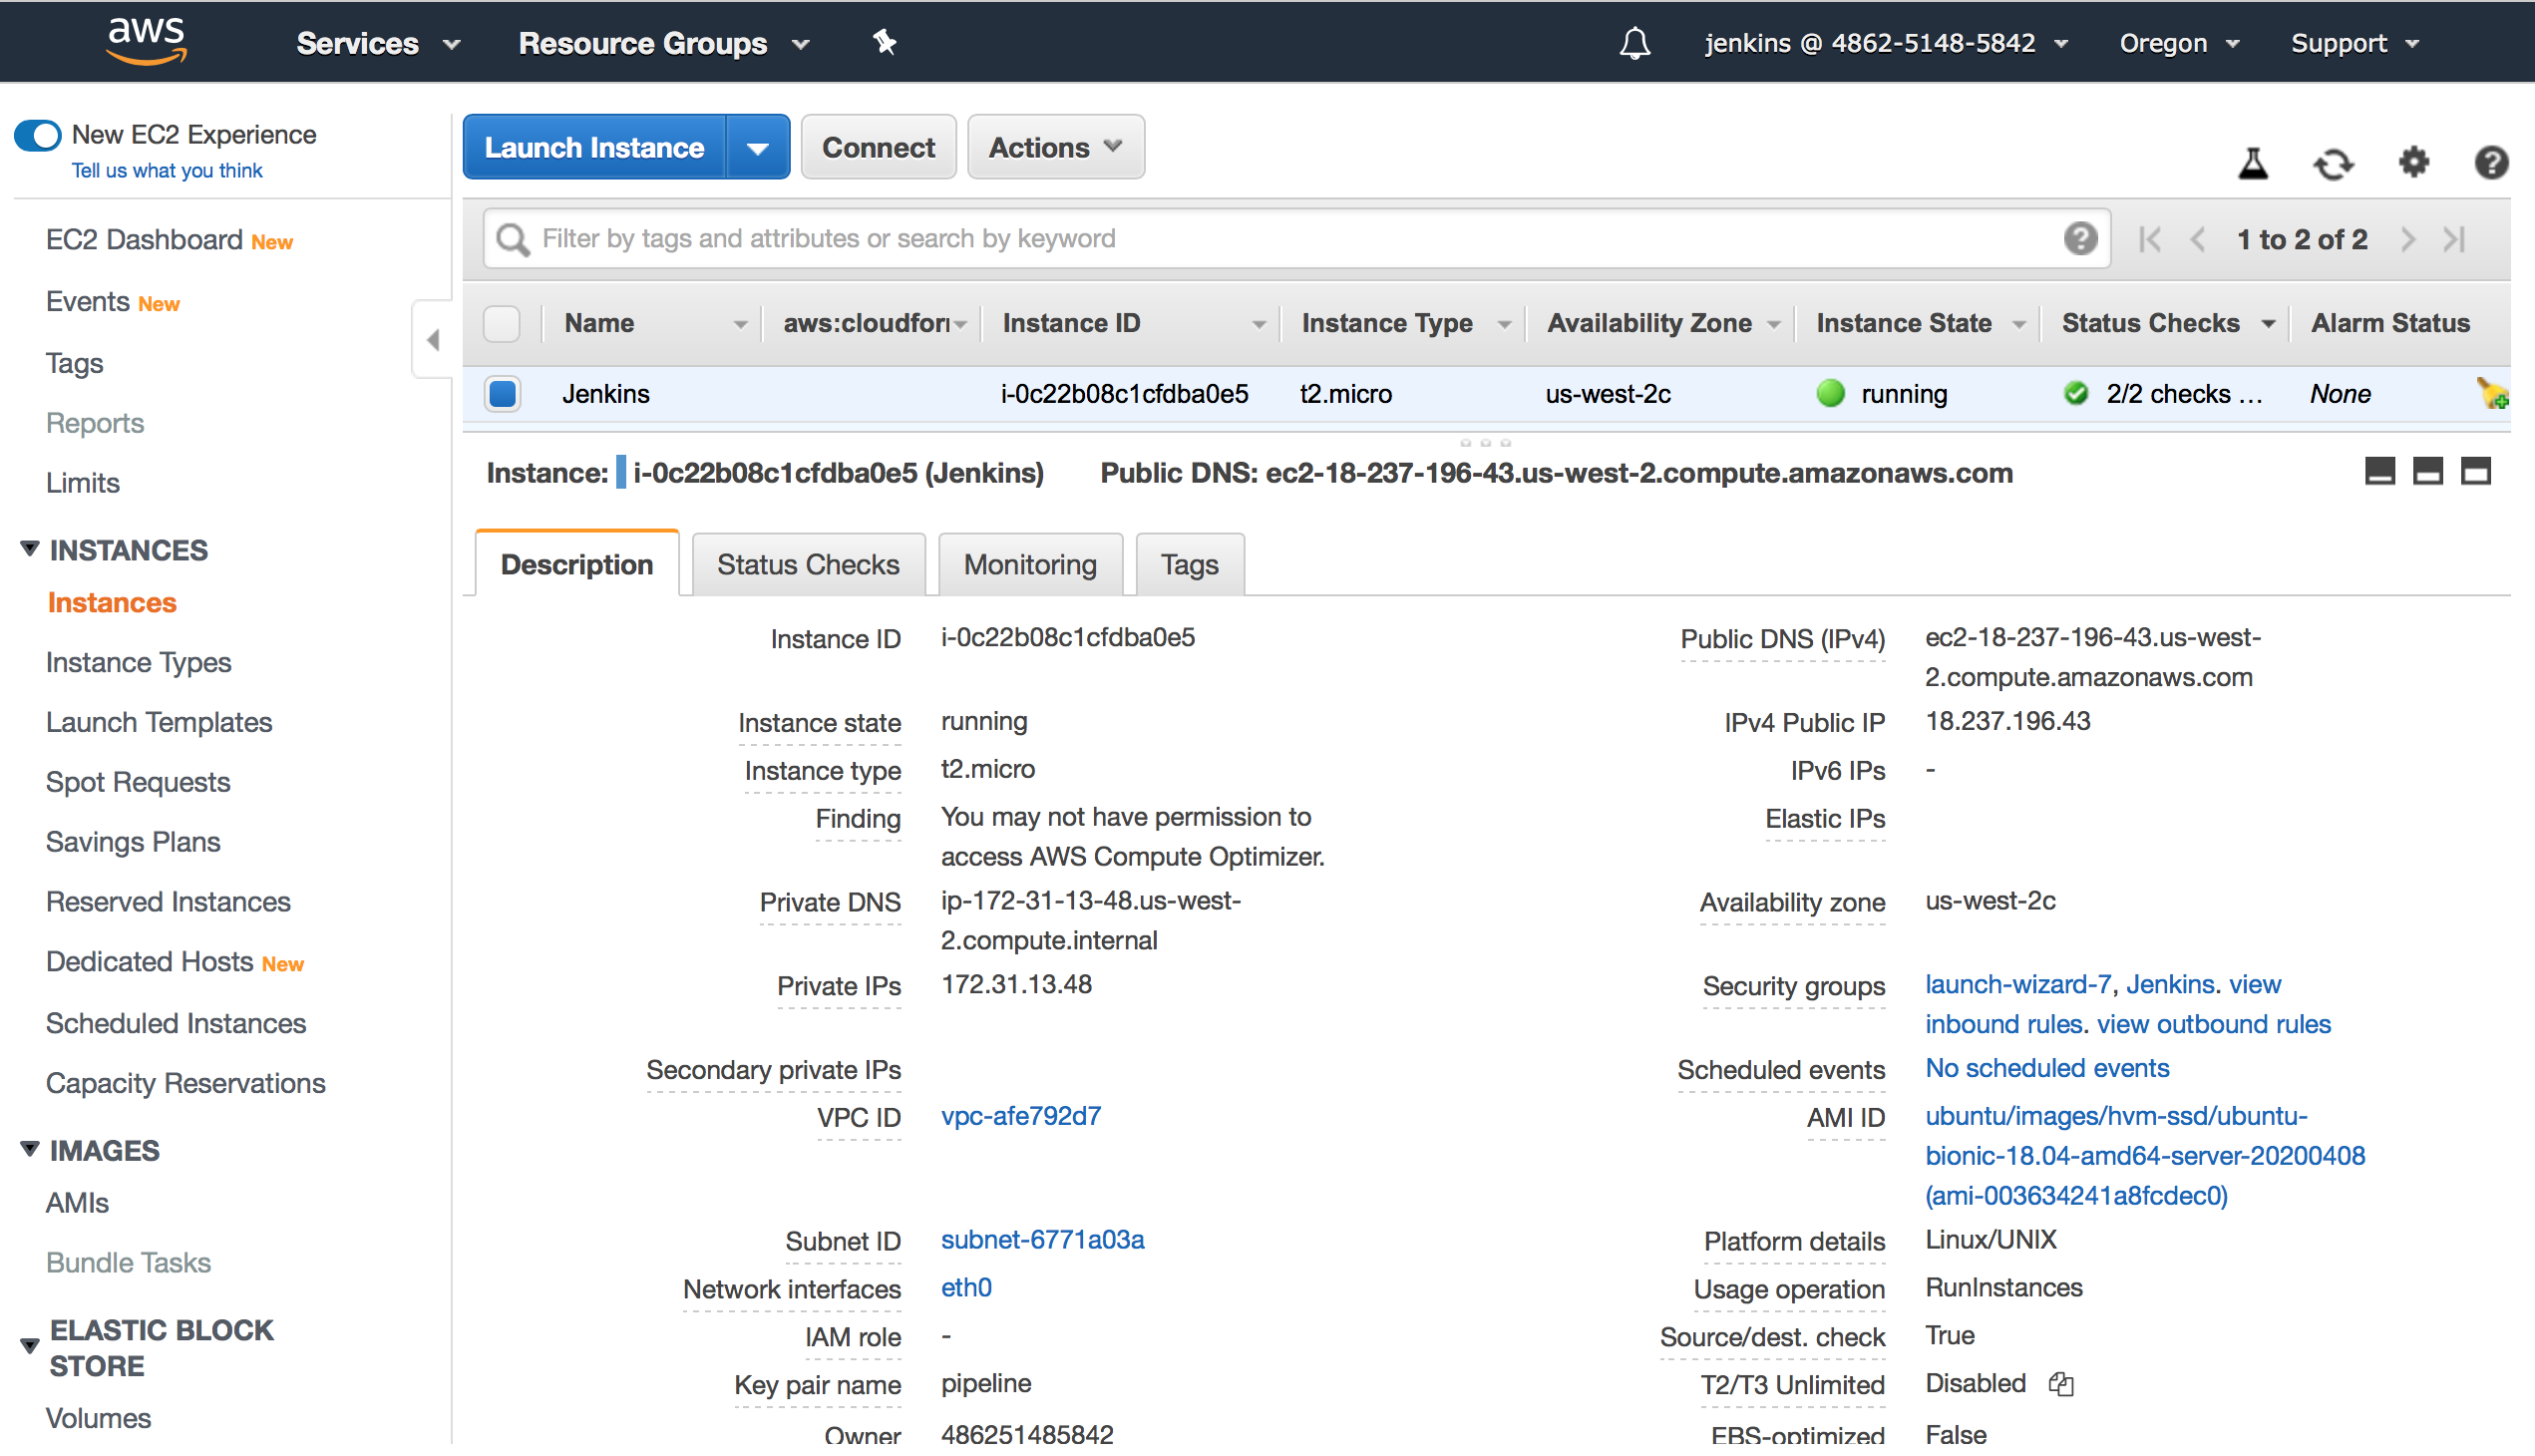 aws Services Resource Groups jenkins @ 4862-5148-5842 Oregon Support
New EC2 Experience
Tell us what you think
EC2 Dashboard New
Events New
Tags
Reports
Limits
INSTANCES
Instances
Instance Types
Launch Templates
Spot Requests
Savings Plans
Reserved Instances
Dedicated Hosts New
Scheduled Instances
Capacity Reservations
IMAGES
AMIs
Bundle Tasks
ELASTIC BLOCK
STORE
Volumes
Launch Instance Connect Actions
Filter by tags and attributes or search by keyword 1 to 2 of 2
Name aws:cloudfor Instance ID Instance Type Availability Zone Instance State Status Checks Alarm Status
Jenkins i-0c22b08c1cfdba0e5 t2.micro us-west-2c running 2/2 checks ... None
Instance: i-0c22b08c1cfdba0e5 (Jenkins) Public DNS: ec2-18-237-196-43.us-west-2.compute.amazonaws.com
Description Status Checks Monitoring Tags
Instance ID i-0c22b08c1cfdba0e5
Instance state running
Instance type t2.micro
Finding You may not have permission to
access AWS Compute Optimizer.
Private DNS ip-172-31-13-48.us-west-
2.compute.internal
Private IPs 172.31.13.48
Secondary private IPs
VPC ID vpc-afe792d7
Subnet ID subnet-6771a03a
Network interfaces eth0
IAM role -
Key pair name pipeline
Owner 486251485842
Public DNS (IPv4) ec2-18-237-196-43.us-west-
2.compute.amazonaws.com
IPv4 Public IP 18.237.196.43
IPv6 IPs -
Elastic IPs
Availability zone us-west-2c
Security groups launch-wizard-7, Jenkins. view
inbound rules. view outbound rules
Scheduled events No scheduled events
AMI ID ubuntu/images/hvm-ssd/ubuntu-
bionic-18.04-amd64-server-20200408
(ami-003634241a8fcdec0)
Platform details Linux/UNIX
Usage operation RunInstances
Source/dest. check True
T2/T3 Unlimited Disabled
EBS-optimized False